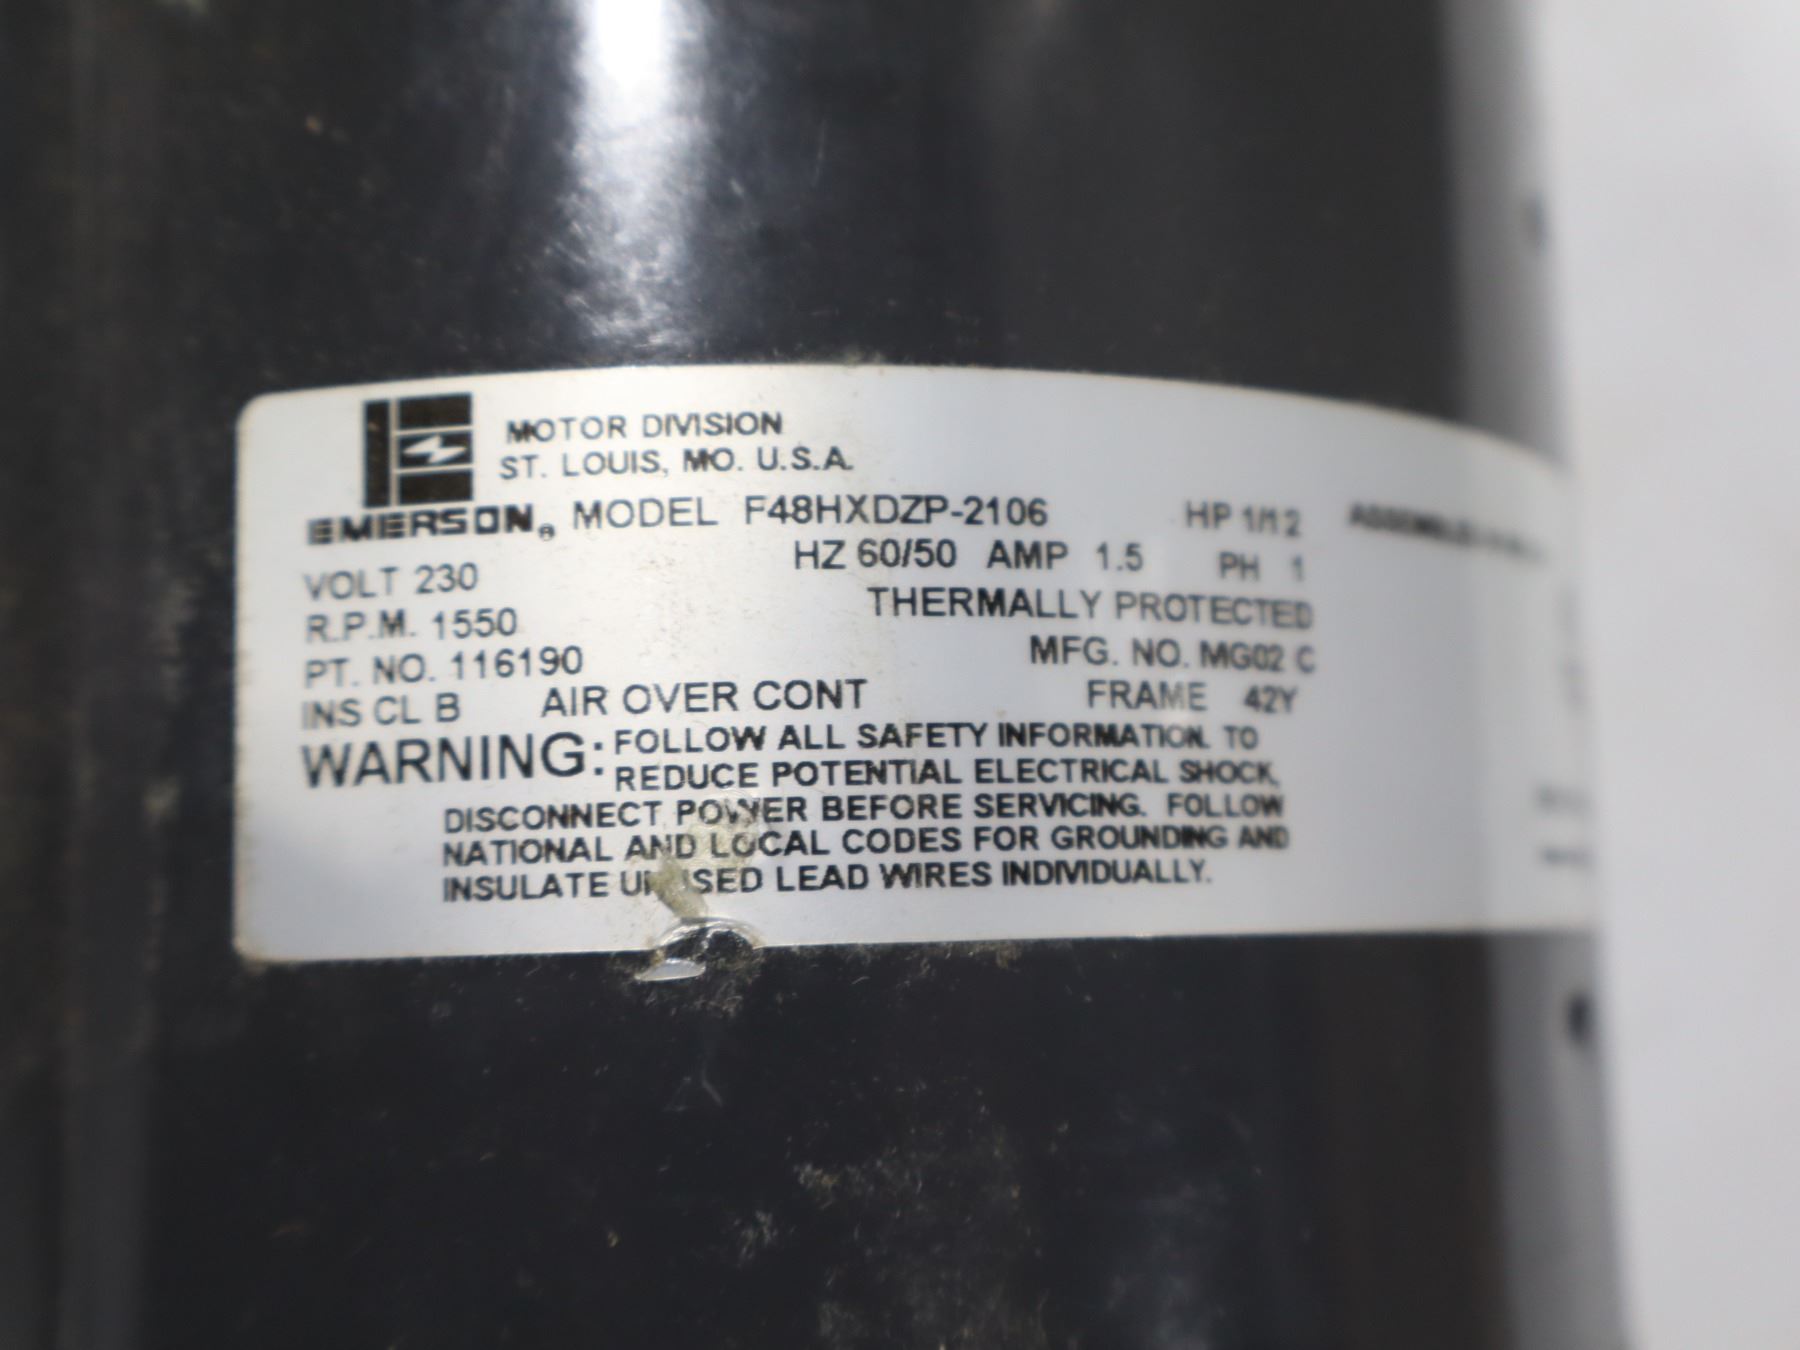 MOTOR DIVISION
ST. LOUIS, MO. U.S.A.
EMERSON® MODEL F48HXDZP-2106 HP 1/12 ASSEMBLED
VOLT 230 HZ 60/50 AMP 1.5 PH 1
R.P.M. 1550 THERMALLY PROTECTED
PT. NO. 116190 MFG. NO. MG02 C
INS CL B AIR OVER CONT FRAME 42Y
WARNING: FOLLOW ALL SAFETY INFORMATION TO
REDUCE POTENTIAL ELECTRICAL SHOCK,
DISCONNECT POWER BEFORE SERVICING. FOLLOW
NATIONAL AND LOCAL CODES FOR GROUNDING AND
INSULATE UNUSED LEAD WIRES INDIVIDUALLY.